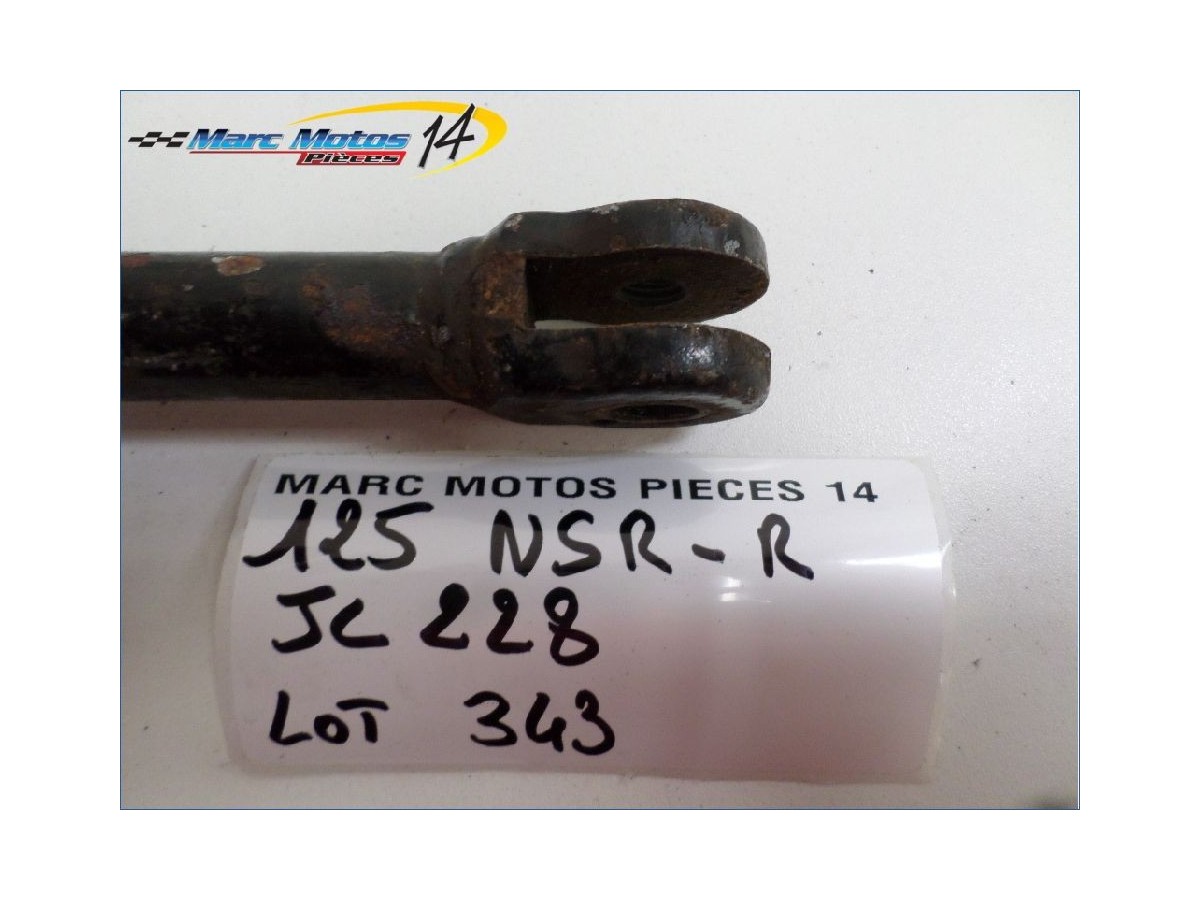 Marc Motos 14
Pièces
MARC MOTOS PIECES 14
125 NSR-R
JC 228
LOT 343